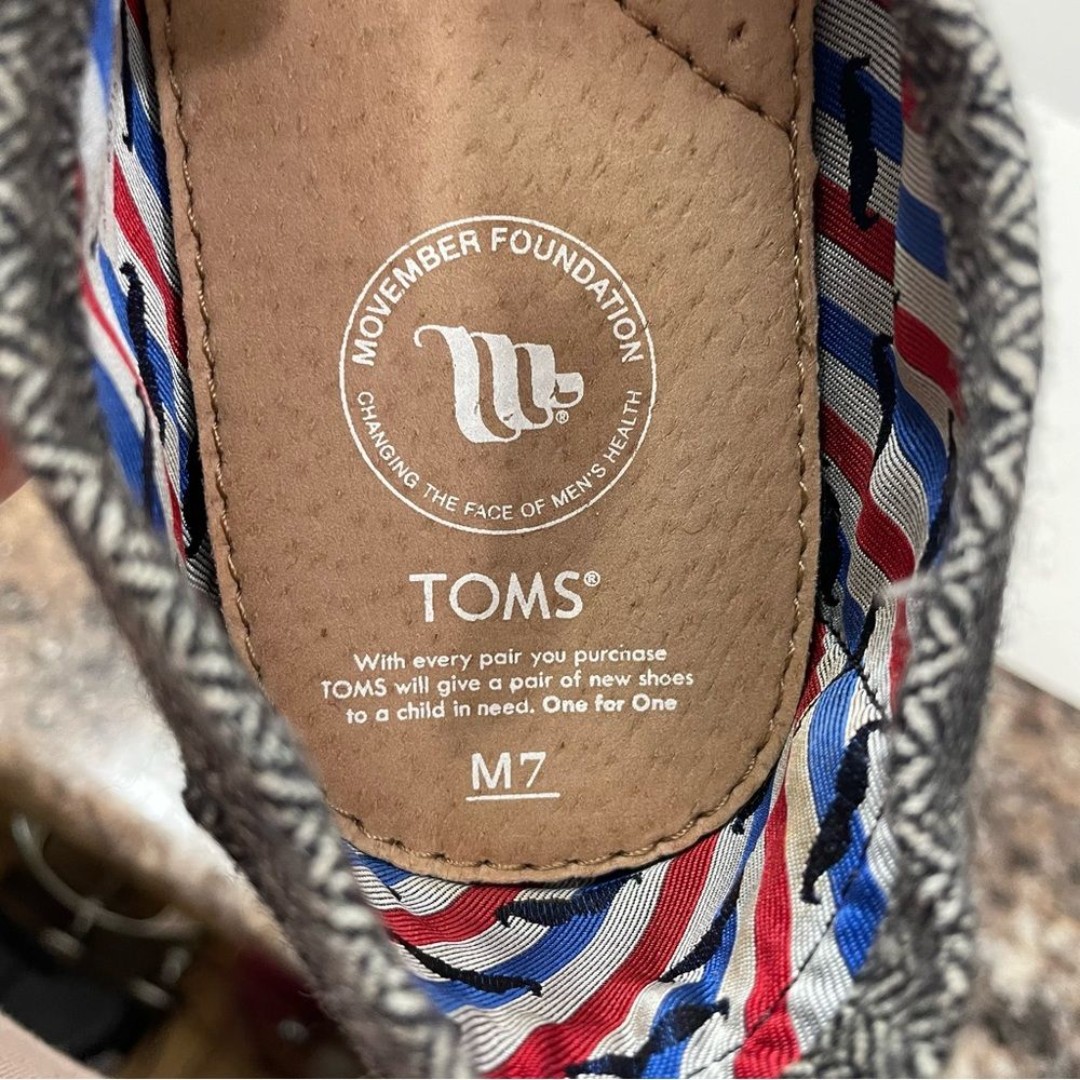 MOVEMBER FOUNDATION
®
CHANGING THE FACE OF MEN'S HEALTH
TOMS®
With every pair you purchase
TOMS will give a pair of new shoes
to a child in need. One for One
M7